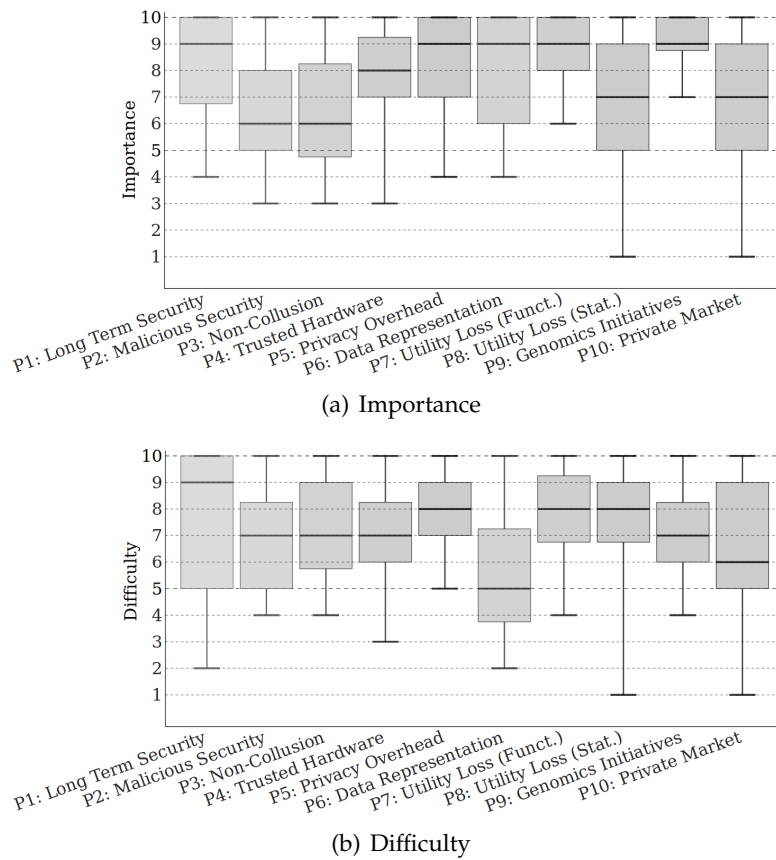 10
9
8
7
6
5
4
3
2
1
Importance
P1: Long Term Security
P2: Malicious Security
P3: Non-Collusion
P4: Trusted Hardware
P5: Privacy Overhead
P6: Data Representation
P7: Utility Loss (Funct.)
P8: Utility Loss (Stat.)
P9: Genomics Initiatives
P10: Private Market
(a) Importance
10
9
8
7
6
5
4
3
2
1
Difficulty
P1: Long Term Security
P2: Malicious Security
P3: Non-Collusion
P4: Trusted Hardware
P5: Privacy Overhead
P6: Data Representation
P7: Utility Loss (Funct.)
P8: Utility Loss (Stat.)
P9: Genomics Initiatives
P10: Private Market
(b) Difficulty